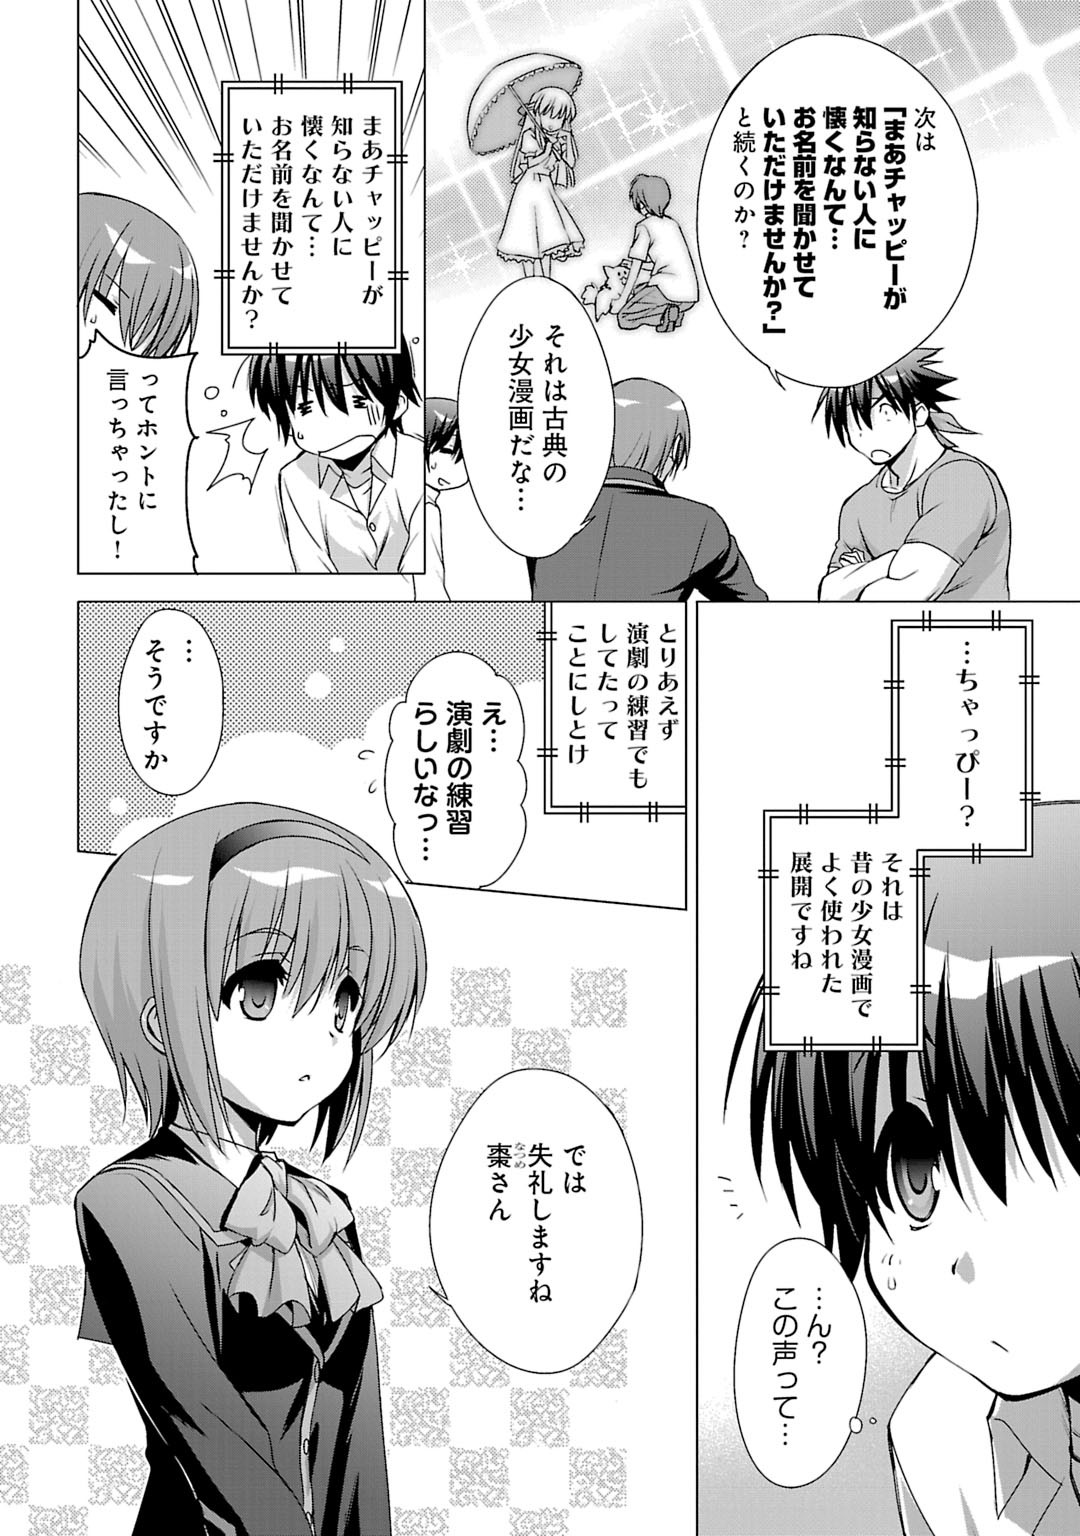 次は
「まあチャッピーが
知らない人に
懐くなんて…
お名前を聞かせて
いただけませんか?」
と続くのか?
それは古典の
少女漫画だな…
まあチャッピーが
知らない人に
懐くなんて…
お名前を聞かせて
いただけませんか?
ってホントに
言っちゃったし!
…ちゃっぴー?
それは
昔の少女漫画で
よく使われた
展開ですね
…ん?
この声って…
とりあえず
演劇の練習でも
してたって
ことにしとけ
え…
演劇の練習
らしいなっ…
…
そうですか
では
失礼しますね
棗さん
なつめ